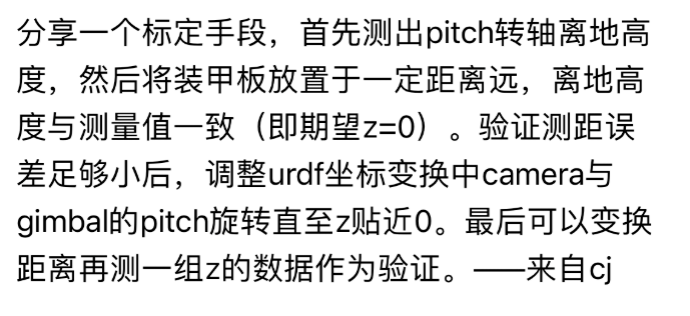 分享一个标定手段，首先测出pitch转轴离地高
度，然后将装甲板放置于一定距离远，离地高
度与测量值一致（即期望z=0）。验证测距误
差足够小后，调整urdf坐标变换中camera与
gimbal的pitch旋转直至z贴近0。最后可以变换
距离再测一组z的数据作为验证。——来自cj